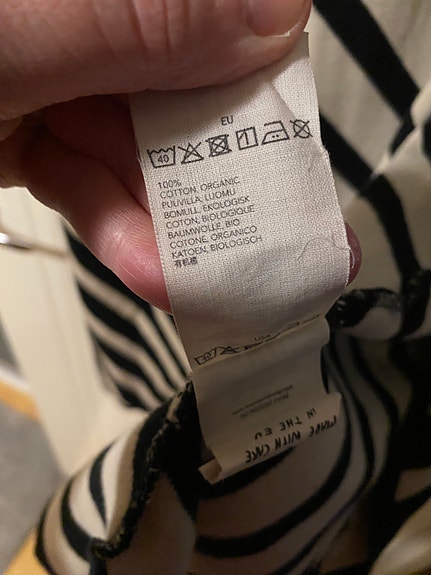 EU
40
100%
COTTON, ORGANIC
PUUVILLA, LUOMU
BOMULL, EKOLOGISK
COTON, BIOLOGIQUE
BAUMWOLLE, BIO
COTONE, ORGANICO
KATOEN, BIOLOGISCH
有机棉
USA
MADE WITH CARE
IN THE EU